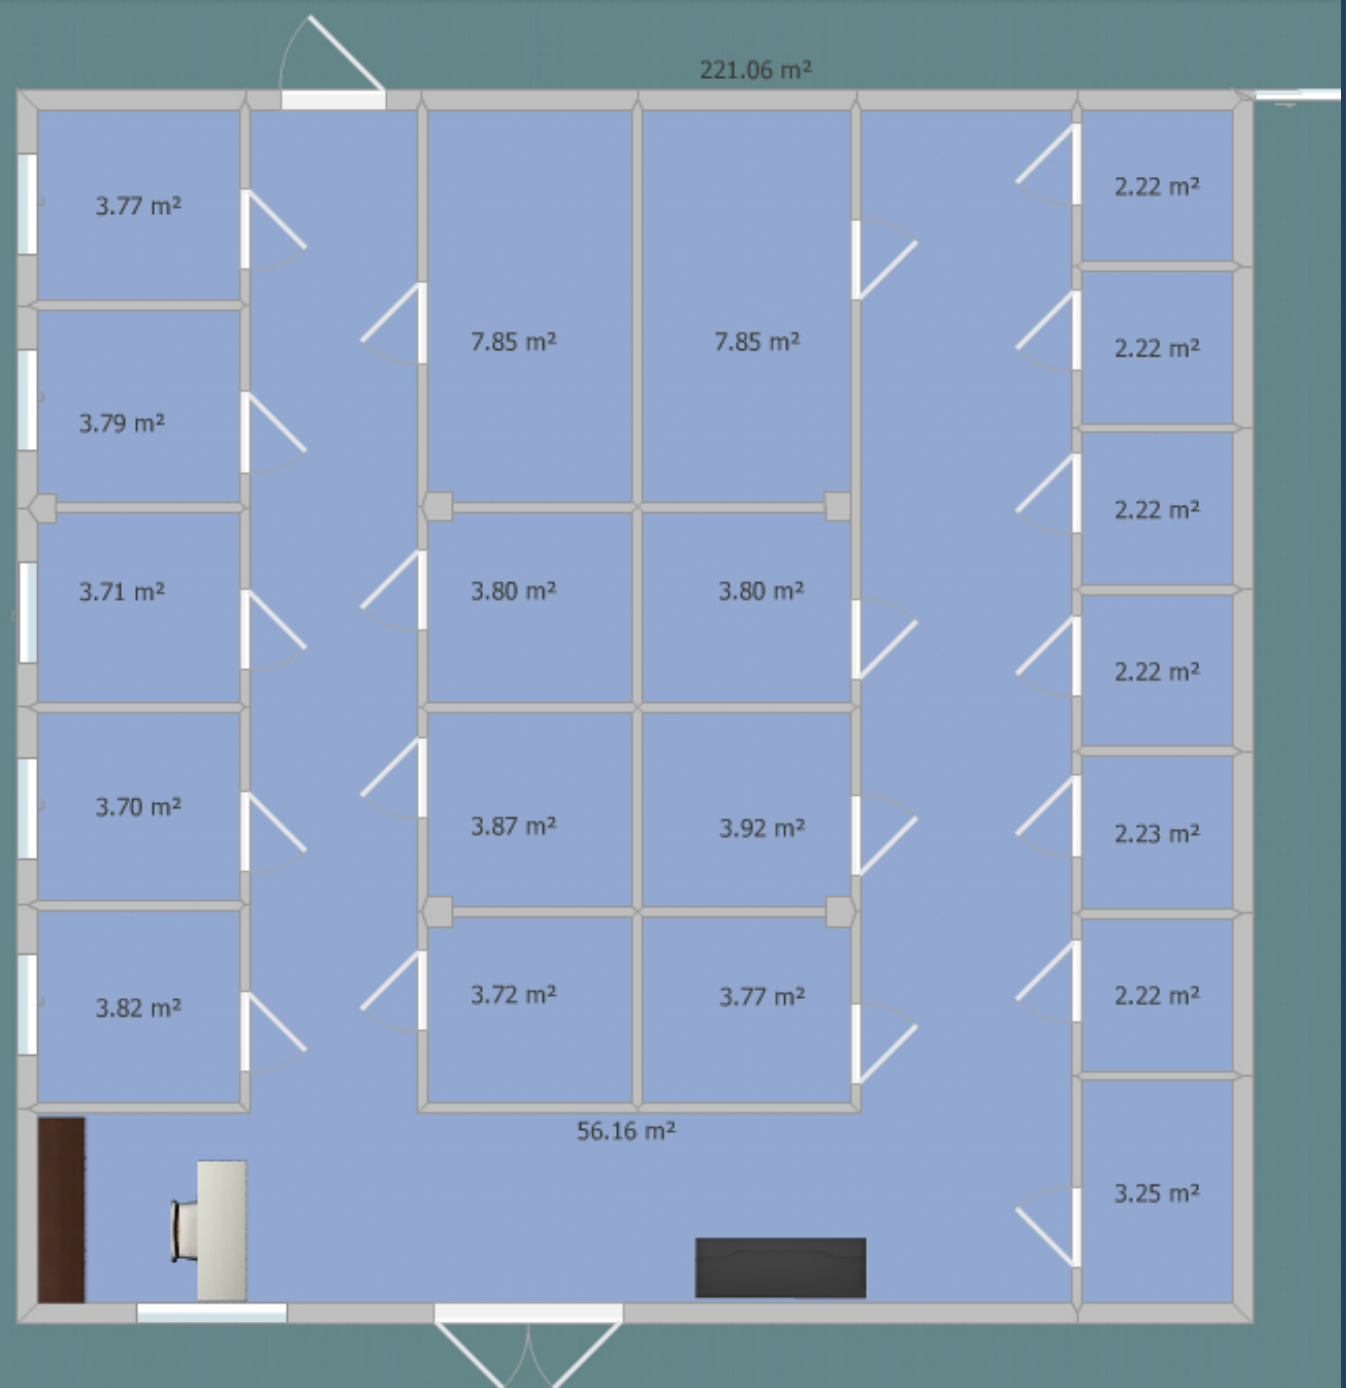 221.06 m²
3.77 m²
2.22 m²
7.85 m²
7.85 m²
2.22 m²
3.79 m²
2.22 m²
3.71 m²
3.80 m²
3.80 m²
2.22 m²
3.70 m²
3.87 m²
3.92 m²
2.23 m²
3.82 m²
3.72 m²
3.77 m²
2.22 m²
56.16 m²
3.25 m²